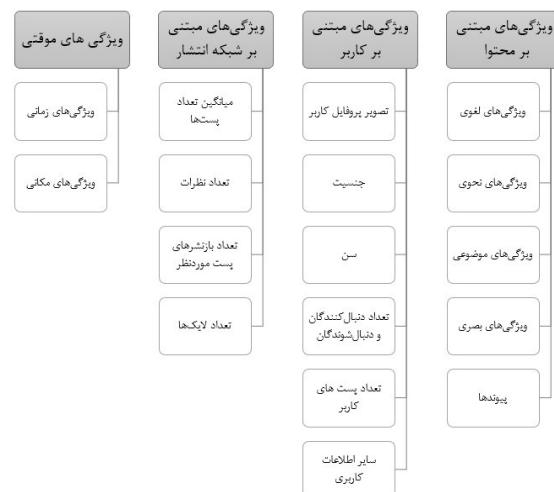 ویژگی‌های مبتنی
بر محتوا
ویژگی‌های لغوی
ویژگی‌های نحوی
ویژگی‌های موضوعی
ویژگی‌های بصری
پیوندها
ویژگی‌های مبتنی
بر کاربر
تصویر پروفایل کاربر
جنسیت
سن
تعداد دنبال‌کنندگان
و دنبال‌شوندگان
تعداد پست های
کاربر
سایر اطلاعات
کاربری
ویژگی‌های مبتنی
بر شبکه انتشار
میانگین تعداد
پست‌ها
تعداد نظرات
تعداد بازنشرهای
پست موردنظر
تعداد لایک‌ها
ویژگی های موقتی
ویژگی‌های زمانی
ویژگی‌های مکانی